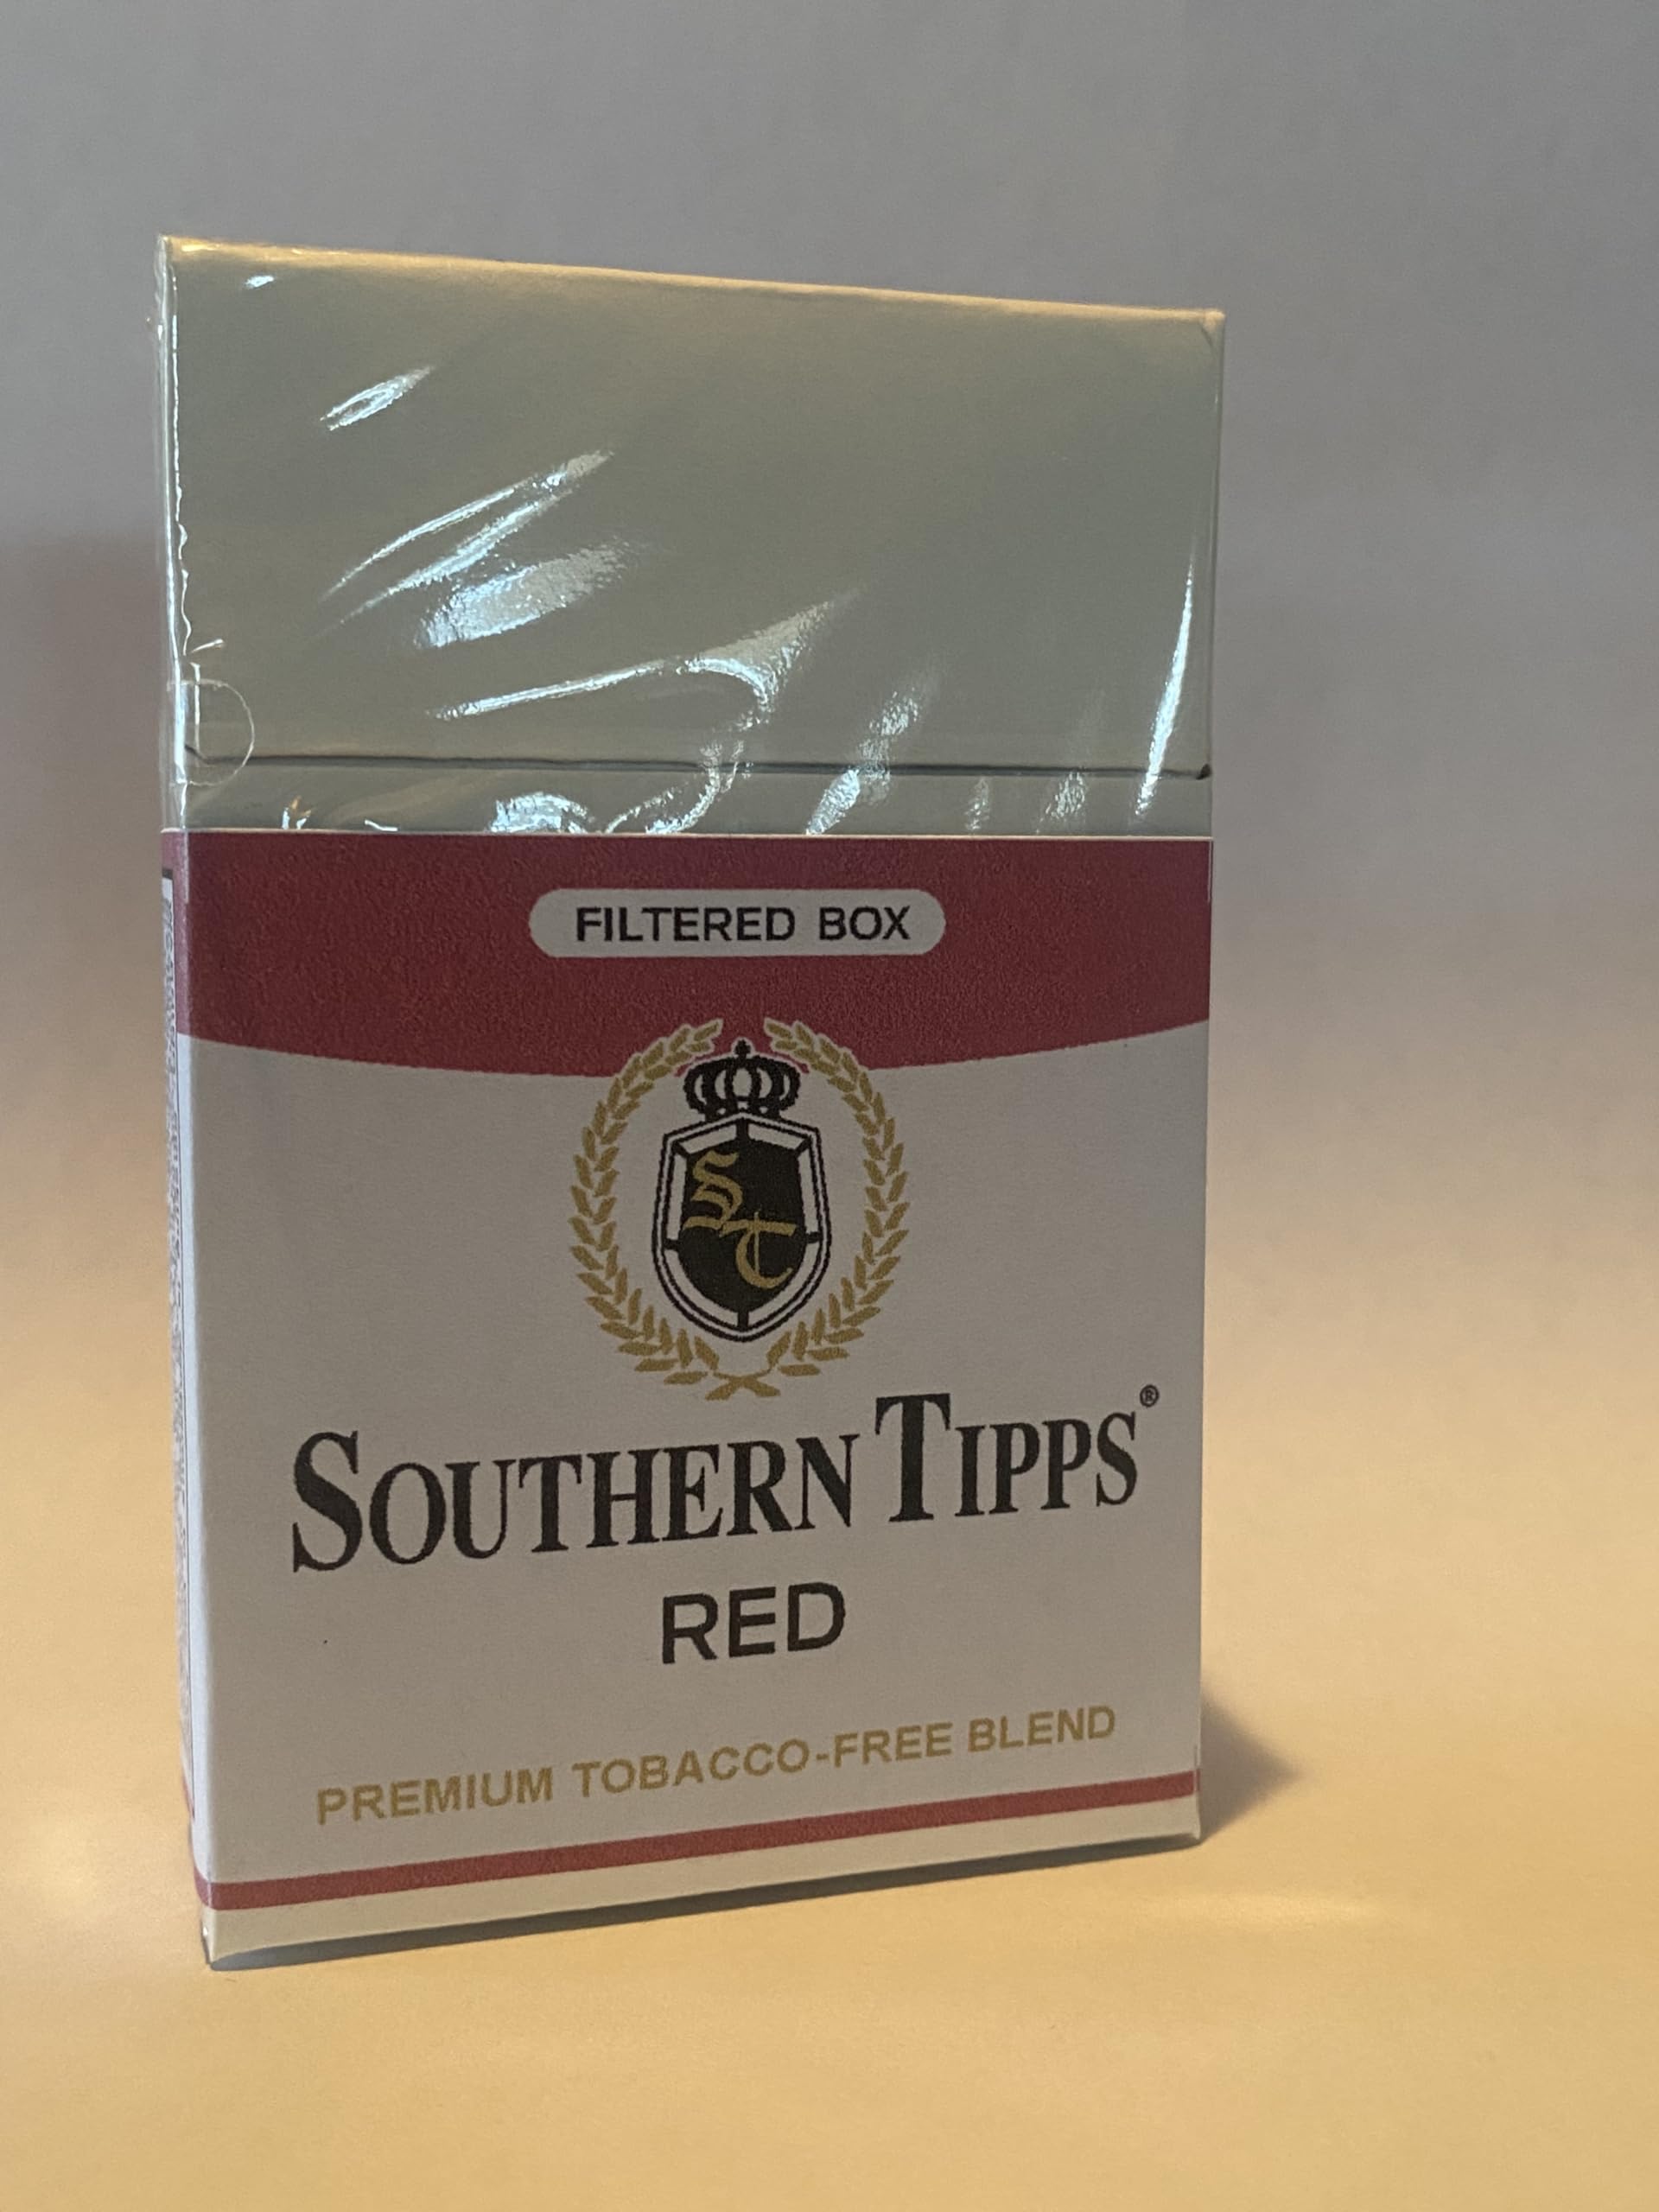 FILTERED BOX
ST
SOUTHERN TIPPS®
RED
PREMIUM TOBACCO-FREE BLEND